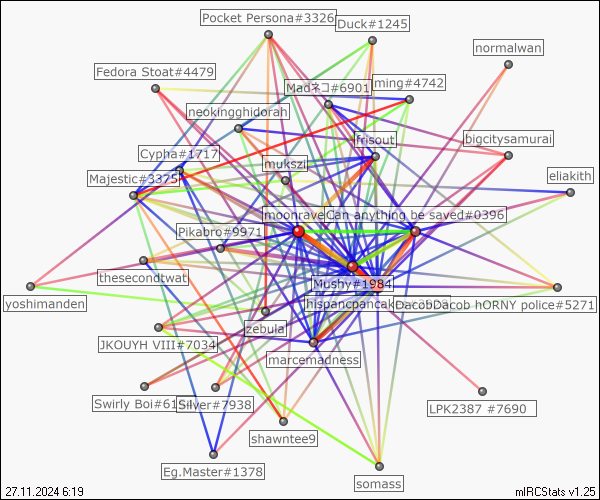 Pocket Persona#3326
Duck#1245
normalwan
Fedora Stoat#4479
Madネコ#6901
ming#4742
neokingghidorah
frisout
bigcitysamurai
Cypha#1717
mukszi
Majestic#3375
eliakith
moonrave
Can anything be saved#0396
Pikabro#9971
thesecondtwat
Mushy#1984
yoshimanden
hispancpancak
DacobDacob hORNY police#5271
zebula
JKOUYH VIII#7034
marcemadness
Swirly Boi#61
Silver#7938
LPK2387 #7690
shawntee9
Eg.Master#1378
somass
27.11.2024 6:19
mIRCStats v1.25